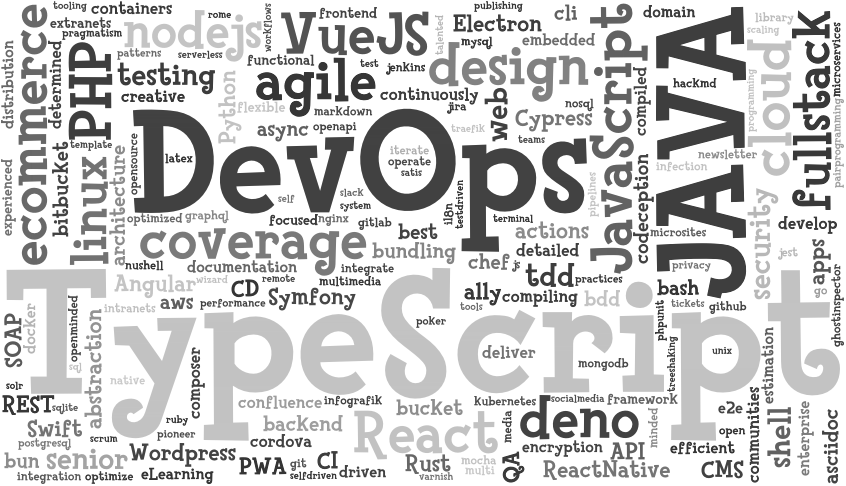 tooling
containers
rome
workflows
frontend
publishing
cli
domain
library
scaling
extranets
pragmatism
nodejs
VueJS
talented
Electron
mysql
embedded
JavaScript
JAVA
cloud
fullstack
microservices
distribution
ecommerce
determined
PHP
patterns
serverless
functional
test
jenkins
design
compiled
hackmd
programming
testing
creative
Python
flexible
agile
markdown
continuously
jira
web
nosql
Cypress
teams
async
openapi
traefik
DevOps
latex
opensource
iterate
operate
satis
self
slack
system
i18n
testdriven
terminal
pipelines
codeception
newsletter
infection
pairprogramming
experienced
bitbucket
linux
template
architecture
optimized
graphql
focused
nginx
gitlab
best
actions
microsites
security
develop
coverage
bundling
detailed
nushell
documentation
integrate
chef
js
tdd
practices
privacy
jest
apps
go
ghostinspector
Angular
wizard
CD
remote
multimedia
a11y
compiling
bdd
bash
tickets
github
intranets
aws
performance
Symfony
tools
phpunit
TypeScript
SOAP
docker
openminded
sql
abstraction
native
composer
poker
deliver
mongodb
treeshaking
unix
estimation
solr
REST
sqlite
Swift
postgresql
scrum
ruby
pioneer
confluence
infografik
backend
cordova
bucket
React
kubernetes
socialmedia
framework
media
deno
minded
e2e
open
communities
shell
enterprise
asciidoc
bun
senior
Wordpress
integration
optimize
eLearning
PWA
git
CI
selfdriven
driven
Rust
varnish
mocha
multi
QA
encryption
API
ReactNative
efficient
CMS